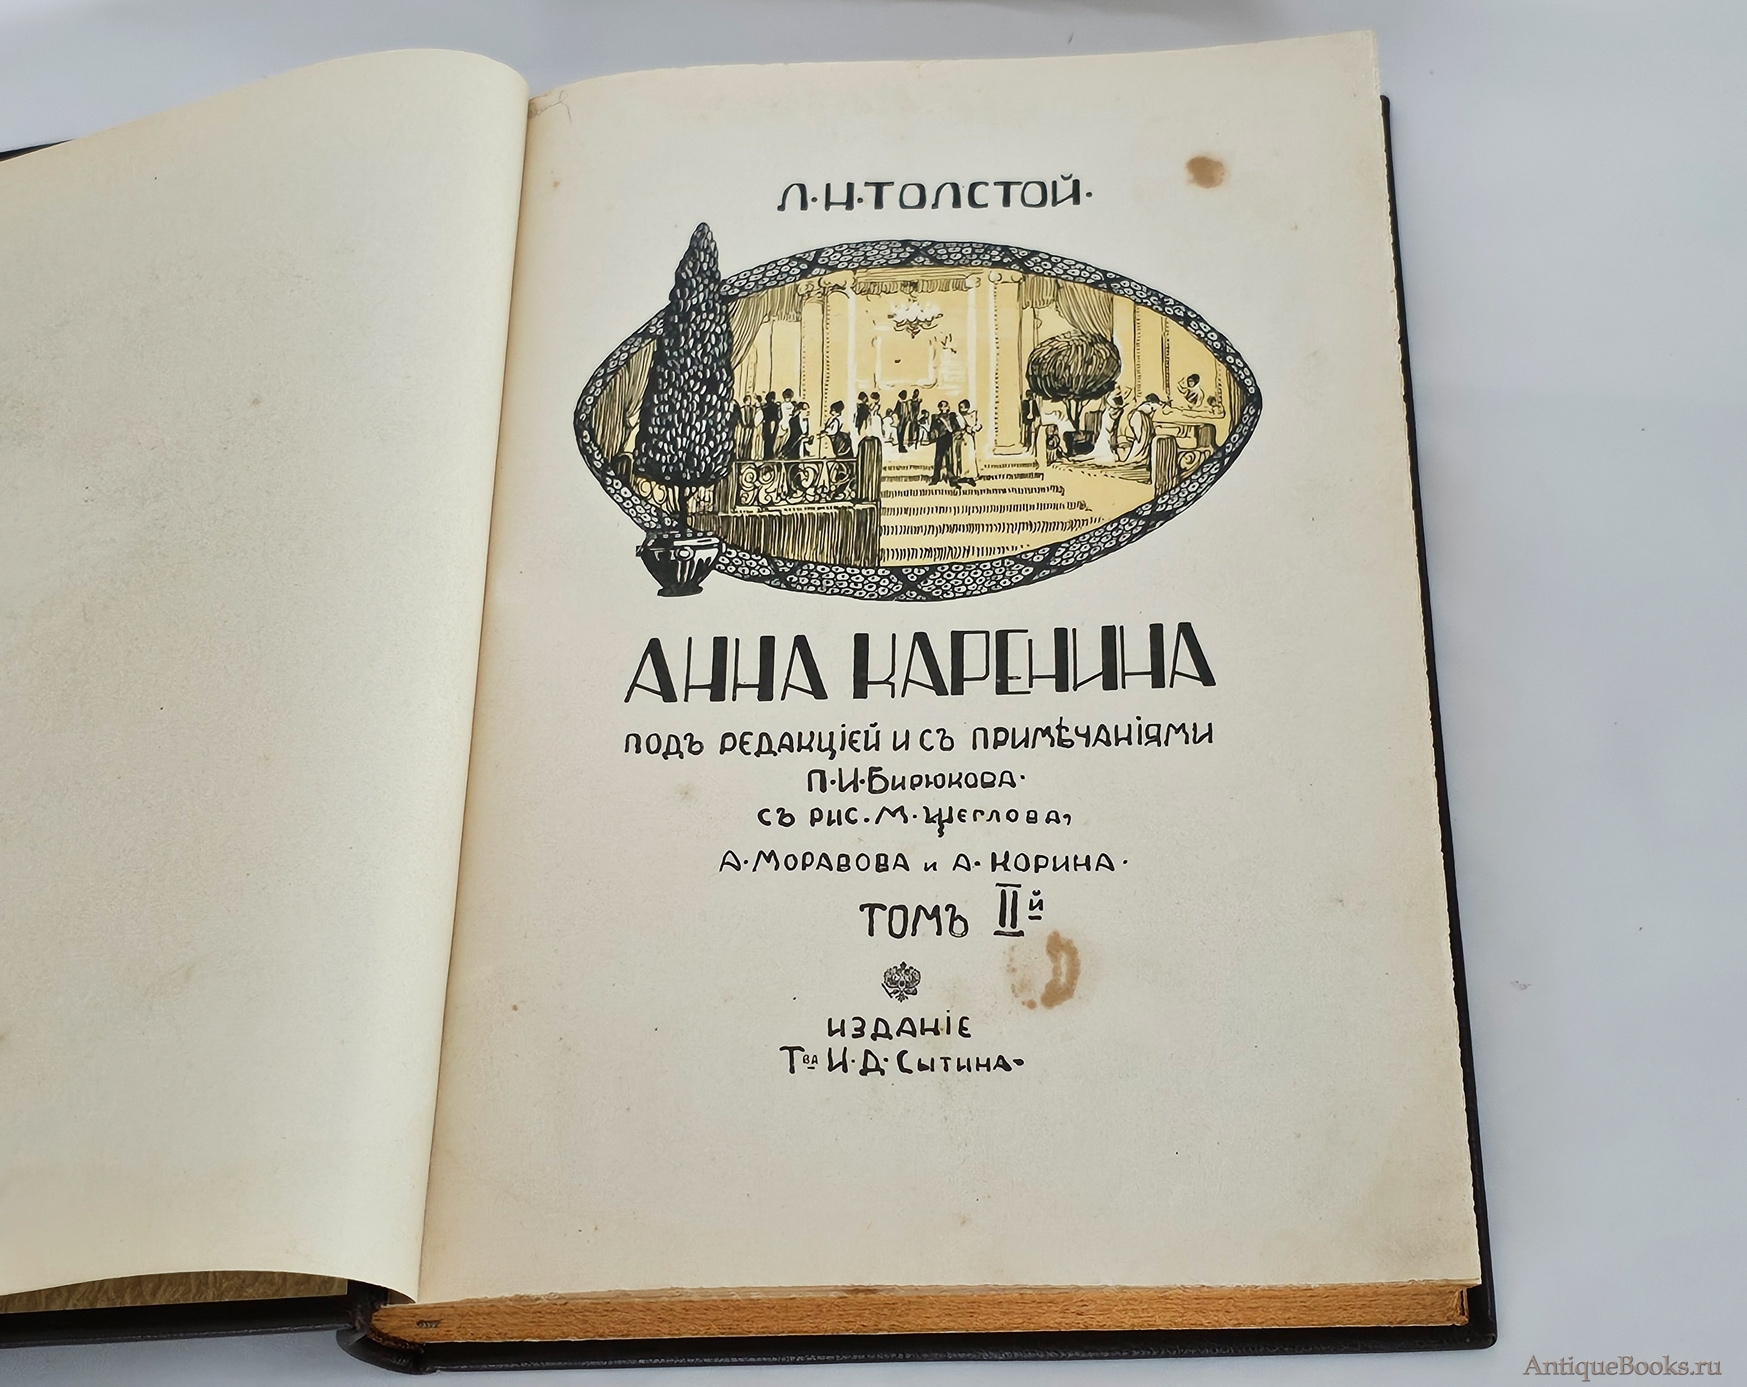 Л·Н·ТОЛСТОЙ·
АННА КАРЕНИНА
ПОДЪ РЕДАКЦІЕЙ И СЪ ПРИМѢЧАНІЯМИ
П·И·БИРЮКОВА·
СЪ РИС. М·ЩЕГЛОВА,
А·МОРАВОВА и А·КОРИНА·
ТОМЪ IIй
ИЗДАНІЕ
Тва И·Д·СЫТИНА·
AntiqueBooks.ru